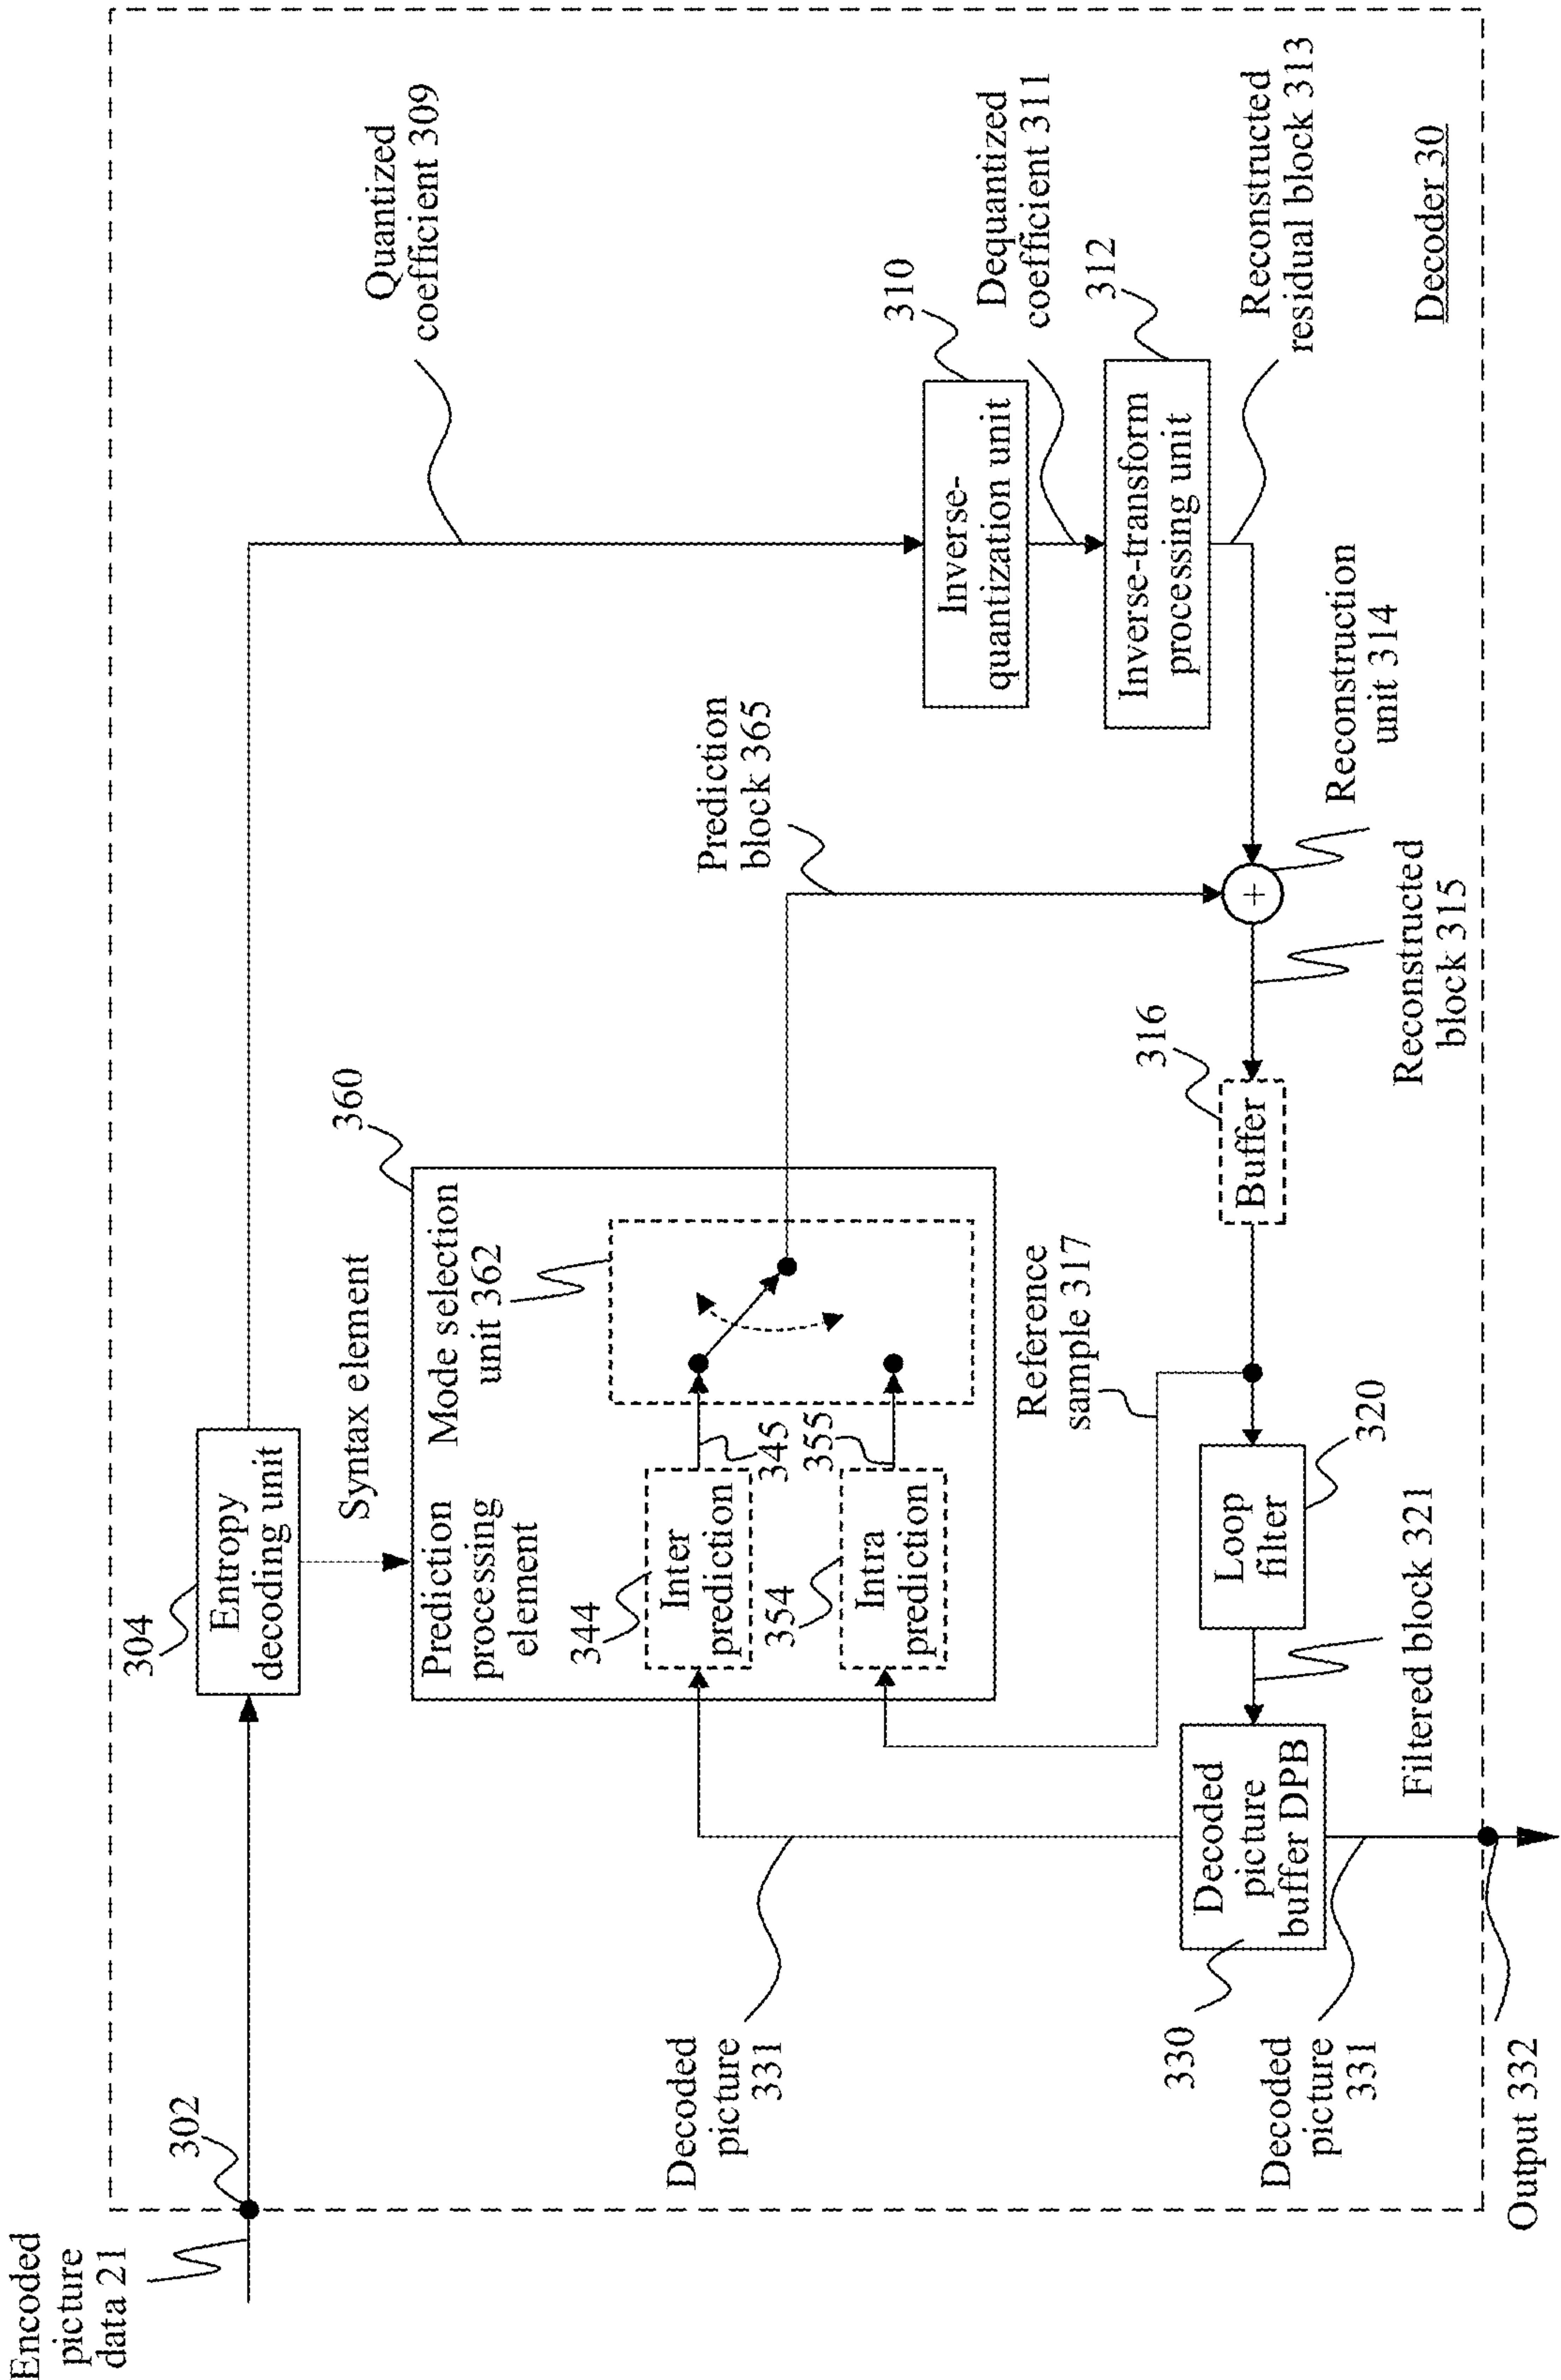 Encoded
picture
data 21
302
304
Entropy
decoding unit
Syntax element
Quantized
coefficient 309
360
Prediction
processing
element
Mode selection
unit 362
344
Inter
prediction
345
354
Intra
prediction
355
Prediction
block 365
310
Inverse-
quantization unit
Dequantized
coefficient 311
312
Inverse-transform
processing unit
Reconstructed
residual block 313
Reconstruction
unit 314
+
Reconstructed
block 315
316
Buffer
Reference
sample 317
320
Loop
filter
Filtered block 321
Decoded
picture
buffer DPB
330
Decoded
picture
331
Decoded
picture
331
Output 332
Decoder 30